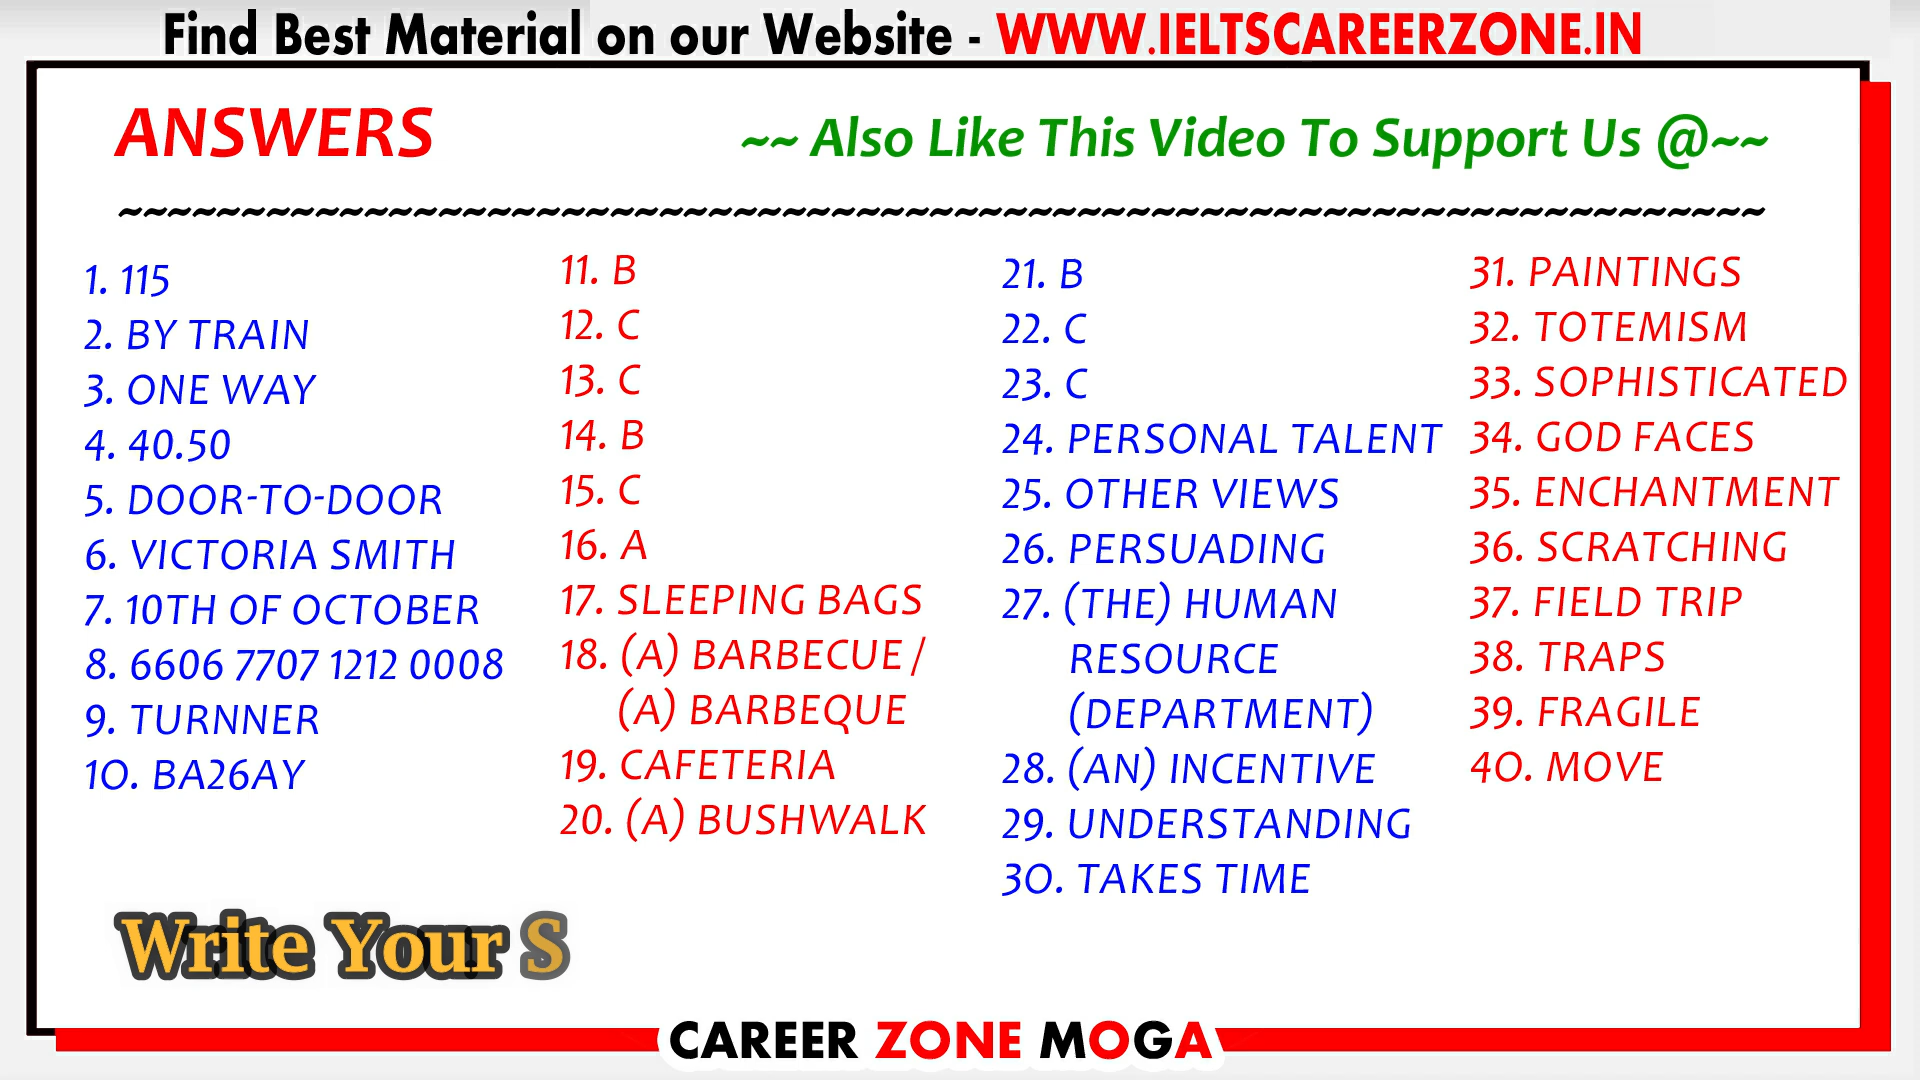 Find Best Material on our Website - WWW.IELTSCAREERZONE.IN
ANSWERS
~~ Also Like This Video To Support Us @~~
~~~~~~~~~~~~~~~~~~~~~~~~~~~~~~~~~~~~~~~~~~~~~~~~~~~~~~~~~~~~~~~~~~~
1. 115
2. BY TRAIN
3. ONE WAY
4. 40.50
5. DOOR-TO-DOOR
6. VICTORIA SMITH
7. 10TH OF OCTOBER
8. 6606 7707 1212 0008
9. TURNNER
10. BA26AY
11. B
12. C
13. C
14. B
15. C
16. A
17. SLEEPING BAGS
18. (A) BARBECUE /
(A) BARBEQUE
19. CAFETERIA
20. (A) BUSHWALK
21. B
22. C
23. C
24. PERSONAL TALENT
25. OTHER VIEWS
26. PERSUADING
27. (THE) HUMAN
RESOURCE
(DEPARTMENT)
28. (AN) INCENTIVE
29. UNDERSTANDING
30. TAKES TIME
31. PAINTINGS
32. TOTEMISM
33. SOPHISTICATED
34. GOD FACES
35. ENCHANTMENT
36. SCRATCHING
37. FIELD TRIP
38. TRAPS
39. FRAGILE
40. MOVE
Write Your S
CAREER ZONE MOGA